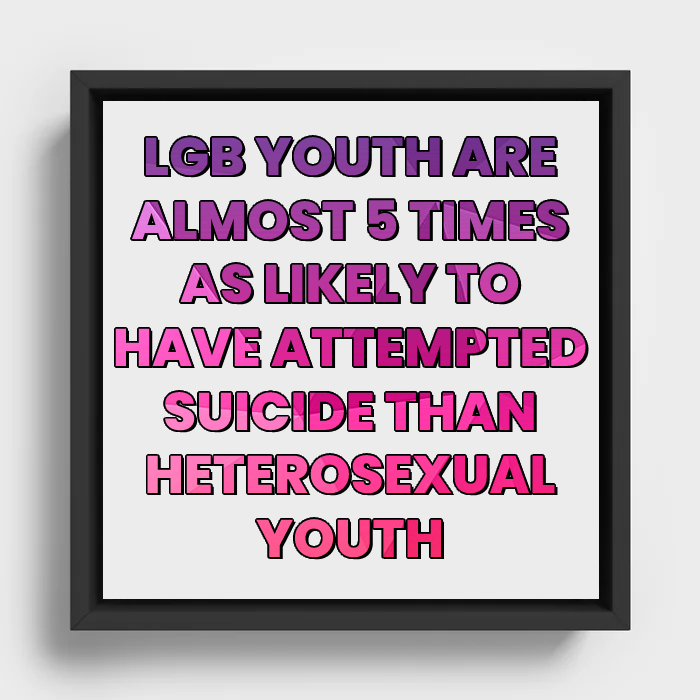 LGB YOUTH ARE
ALMOST 5 TIMES
AS LIKELY TO
HAVE ATTEMPTED
SUICIDE THAN
HETEROSEXUAL
YOUTH